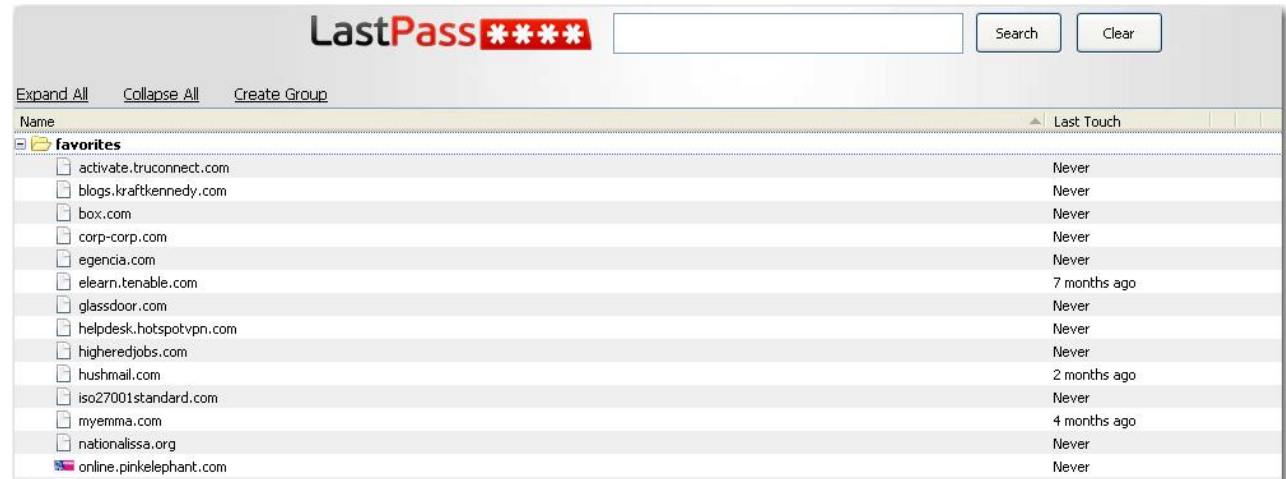 LastPass ****
Search
Clear
Expand All Collapse All Create Group
Name Last Touch
favorites
activate.truconnect.com Never
blogs.kraftkennedy.com Never
box.com Never
corp-corp.com Never
egencia.com Never
elearn.tenable.com 7 months ago
glassdoor.com Never
helpdesk.hotspotvpn.com Never
higheredjobs.com Never
hushmail.com 2 months ago
iso27001standard.com Never
myemma.com 4 months ago
nationalissa.org Never
online.pinkelephant.com Never